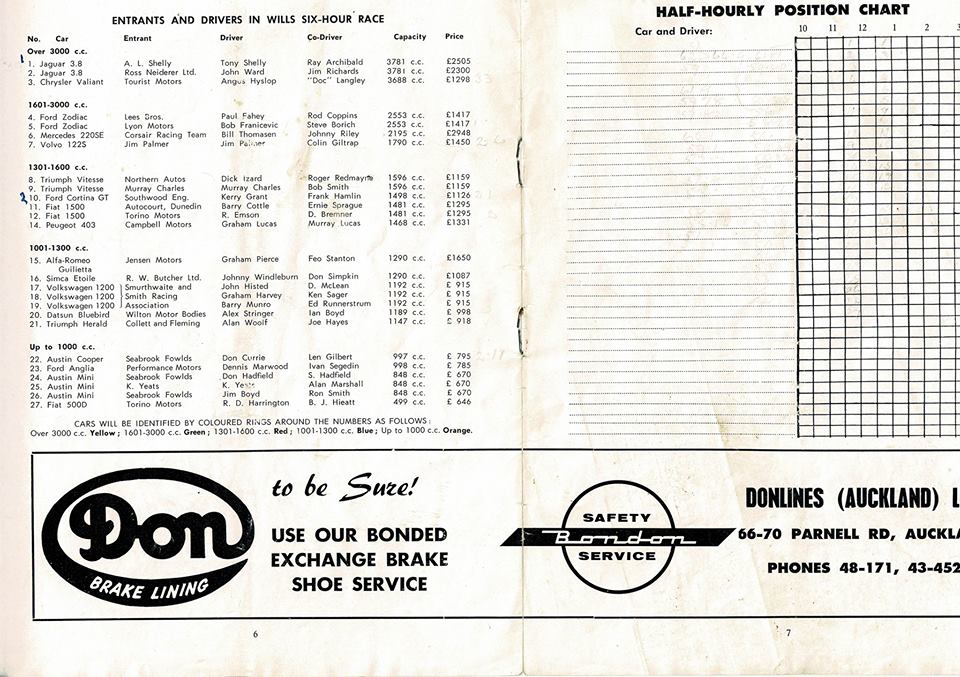 ENTRANTS AND DRIVERS IN WILLS SIX-HOUR RACE
No. Car Entrant Driver Co-Driver Capacity Price
Over 3000 c.c.
1. Jaguar 3.8 A. L. Shelly Tony Shelly Ray Archibald 3781 c.c. £2505
2. Jaguar 3.8 Ross Neiderer Ltd. John Ward Jim Richards 3781 c.c. £2300
3. Chrysler Valiant Tourist Motors Angus Hyslop "Doc" Langley 3688 c.c. £1298
1601-3000 c.c.
4. Ford Zodiac Lees Bros. Paul Fahey Rod Coppins 2553 c.c. £1417
5. Ford Zodiac Lyon Motors Bob Franicevic Steve Borich 2553 c.c. £1417
6. Mercedes 220SE Corsair Racing Team Bill Thomasen Johnny Riley 2195 c.c. £2948
7. Volvo 122S Jim Palmer Jim Palmer Colin Giltrap 1790 c.c. £1450
1301-1600 c.c.
8. Triumph Vitesse Northern Autos Dick Izard Roger Redmayne 1596 c.c. £1159
9. Triumph Vitesse Murray Charles Murray Charles Bob Smith 1596 c.c. £1159
10. Ford Cortina GT Southwood Eng. Kerry Grant Frank Hamlin 1498 c.c. £1126
11. Fiat 1500 Autocourt, Dunedin Barry Cottle Ernie Sprague 1481 c.c. £1295
12. Fiat 1500 Torino Motors R. Emson D. Bremner 1481 c.c. £1295
14. Peugeot 403 Campbell Motors Graham Lucas Murray Lucas 1468 c.c. £1331
1001-1300 c.c.
15. Alfa-Romeo Jensen Motors Graham Pierce Feo Stanton 1290 c.c. £1650
Guilietta
16. Simca Etoile R. W. Butcher Ltd. Johnny Windleburn Don Simpkin 1290 c.c. £1087
17. Volkswagen 1200 Smurthwaite and John Histed D. McLean 1192 c.c. £ 915
18. Volkswagen 1200 Smith Racing Graham Harvey Ken Sager 1192 c.c. £ 915
19. Volkswagen 1200 Association Barry Munro Ed Runnerstrum 1192 c.c. £ 915
20. Datsun Bluebird Wilton Motor Bodies Alex Stringer Ian Boyd 1189 c.c. £ 998
21. Triumph Herald Collett and Fleming Alan Woolf Joe Hayes 1147 c.c. £ 918
Up to 1000 c.c.
22. Austin Cooper Seabrook Fowlds Don Currie Len Gilbert 997 c.c. £ 795
23. Ford Anglia Performance Motors Dennis Marwood Ivan Segedin 998 c.c. £ 785
24. Austin Mini Seabrook Fowlds Don Hadfield S. Hadfield 848 c.c. £ 670
25. Austin Mini K. Yeats K. Yeats Alan Marshall 848 c.c. £ 670
26. Austin Mini Seabrook Fowlds Jim Boyd Ron Smith 848 c.c. £ 670
27. Fiat 500D Torino Motors R. D. Harrington B. J. Hieatt 499 c.c. £ 646
CARS WILL BE IDENTIFIED BY COLOURED RINGS AROUND THE NUMBERS AS FOLLOWS:
Over 3000 c.c. Yellow; 1601-3000 c.c. Green; 1301-1600 c.c. Red; 1001-1300 c.c. Blue; Up to 1000 c.c. Orange.
HALF-HOURLY POSITION CHART
Car and Driver: 10 11 12 1 2 3
Don
BRAKE LINING
to be Sure!
USE OUR BONDED
EXCHANGE BRAKE
SHOE SERVICE
SAFETY
Bondon
SERVICE
DONLINES (AUCKLAND) L
66-70 PARNELL RD, AUCKLA
PHONES 48-171, 43-452
6
7